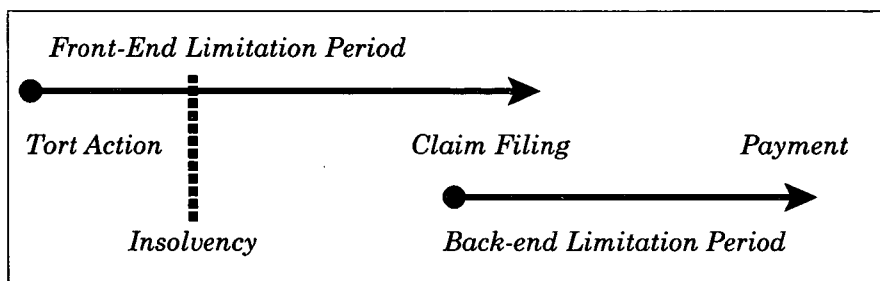 Front-End Limitation Period
Tort Action Claim Filing Payment
Insolvency Back-end Limitation Period